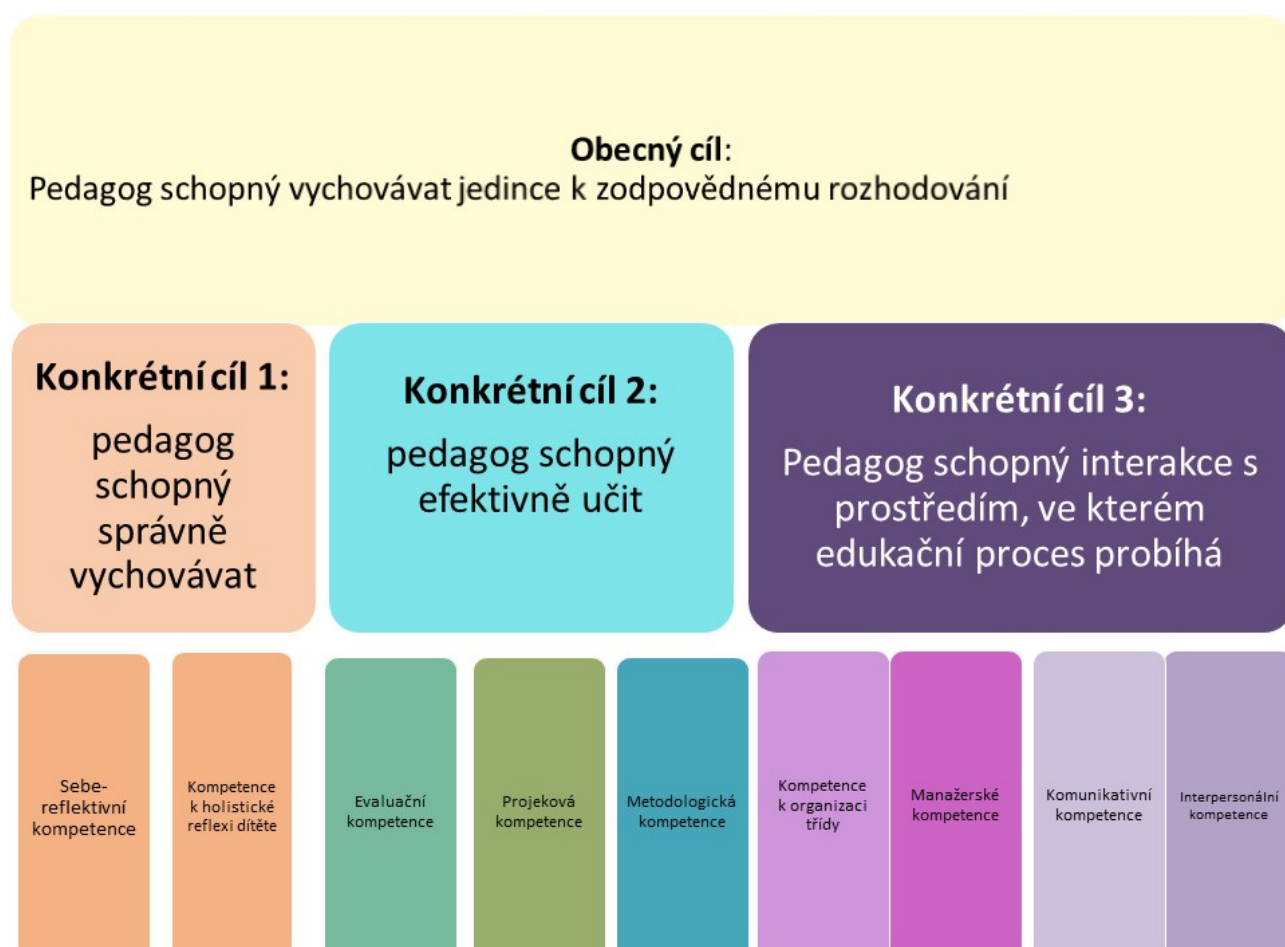 Obecný cíl:
Pedagog schopný vychovávat jedince k zodpovědnému rozhodování
Konkrétní cíl 1:
pedagog
schopný
správně
vychovávat
Konkrétní cíl 2:
pedagog schopný
efektivně učit
Konkrétní cíl 3:
Pedagog schopný interakce s
prostředím, ve kterém
edukační proces probíhá
Sebe-
reflektivní
kompetence
Kompetence
k holistické
reflexi dítěte
Evaluační
kompetence
Projeková
kompetence
Metodologická
kompetence
Kompetence
k organizaci
třídy
Manažerské
kompetence
Komunikativní
kompetence
Interpersonální
kompetence